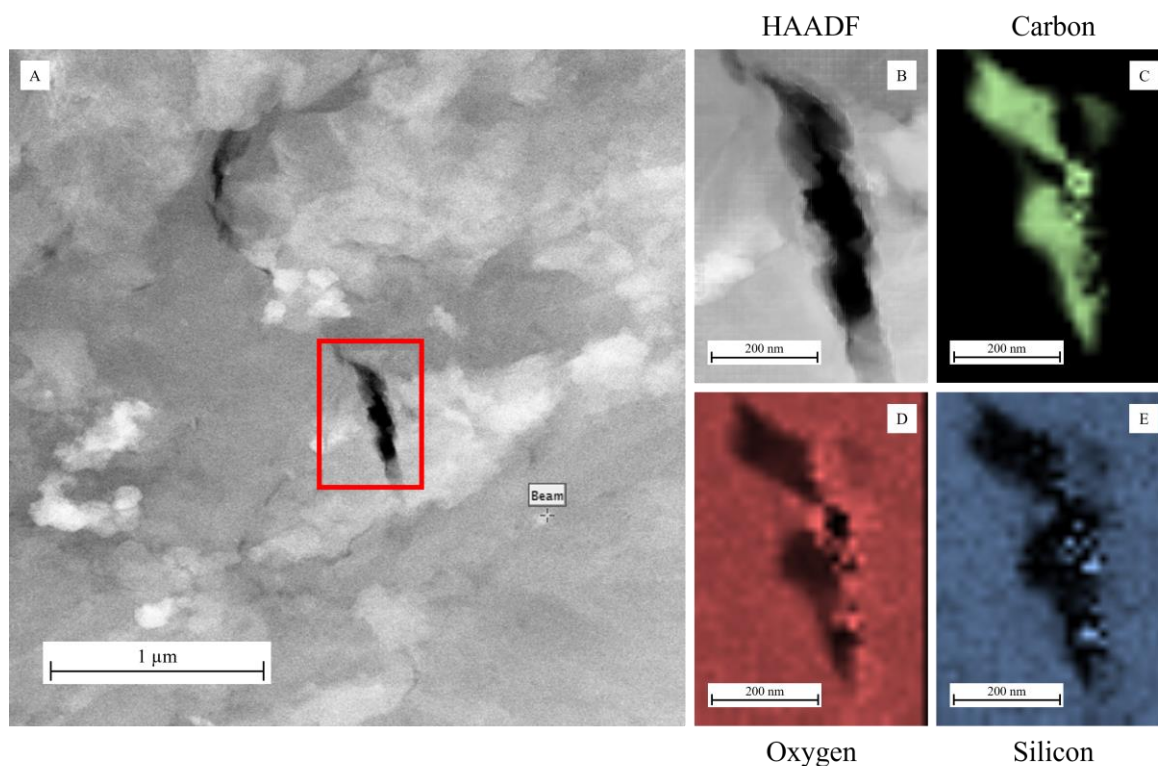 HAADF
Carbon
A
B
C
Beam
200 nm
200 nm
D
E
1 µm
200 nm
200 nm
Oxygen
Silicon